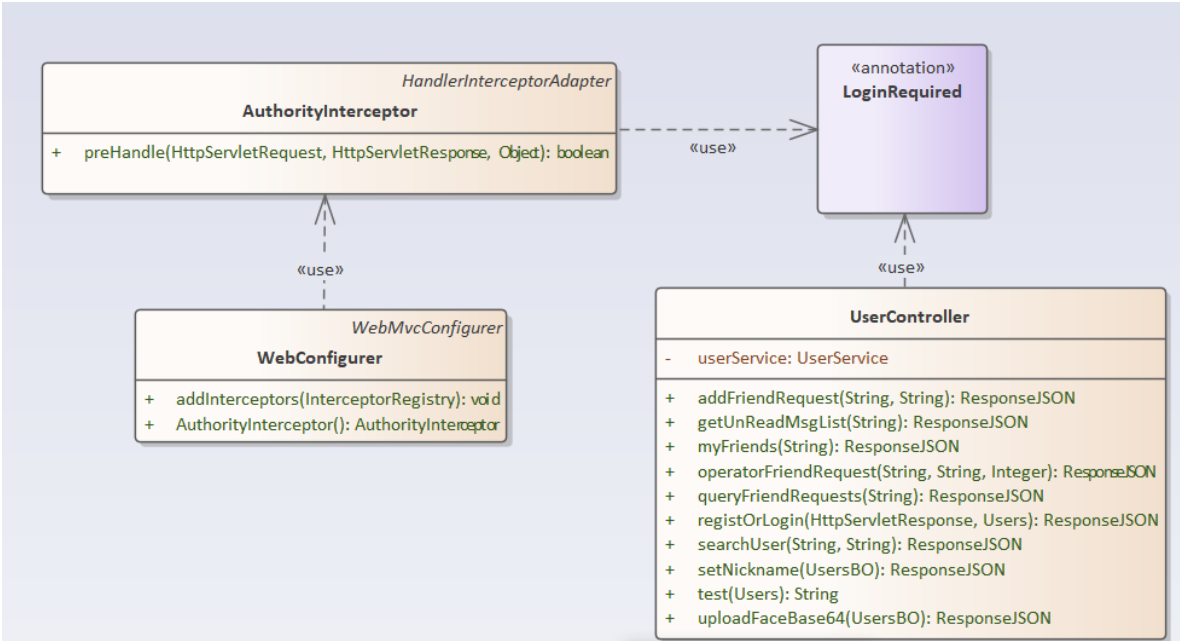 HandlerInterceptorAdapter
AuthorityInterceptor
+ preHandle(HttpServletRequest, HttpServletResponse, Object): boolean
«use»
«annotation»
LoginRequired
«use»
WebMvcConfigurer
WebConfigurer
+ addInterceptors(InterceptorRegistry): void
+ AuthorityInterceptor(): AuthorityInterceptor
«use»
UserController
- userService: UserService
+ addFriendRequest(String, String): ResponseJSON
+ getUnReadMsgList(String): ResponseJSON
+ myFriends(String): ResponseJSON
+ operatorFriendRequest(String, String, Integer): ResponseJSON
+ queryFriendRequests(String): ResponseJSON
+ registOrLogin(HttpServletResponse, Users): ResponseJSON
+ searchUser(String, String): ResponseJSON
+ setNickname(UsersBO): ResponseJSON
+ test(Users): String
+ uploadFaceBase64(UsersBO): ResponseJSON